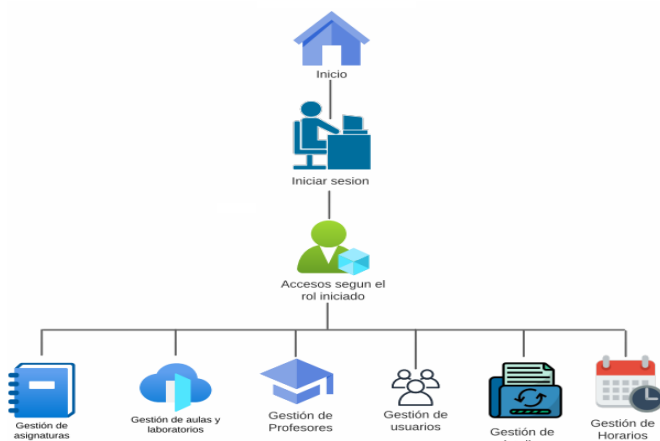 Inicio
Iniciar sesion
Accesos segun el
rol iniciado
Gestión de
asignaturas
Gestión de aulas y
laboratorios
Gestión de
Profesores
Gestión de
usuarios
Gestión de
Gestión de
Horarios